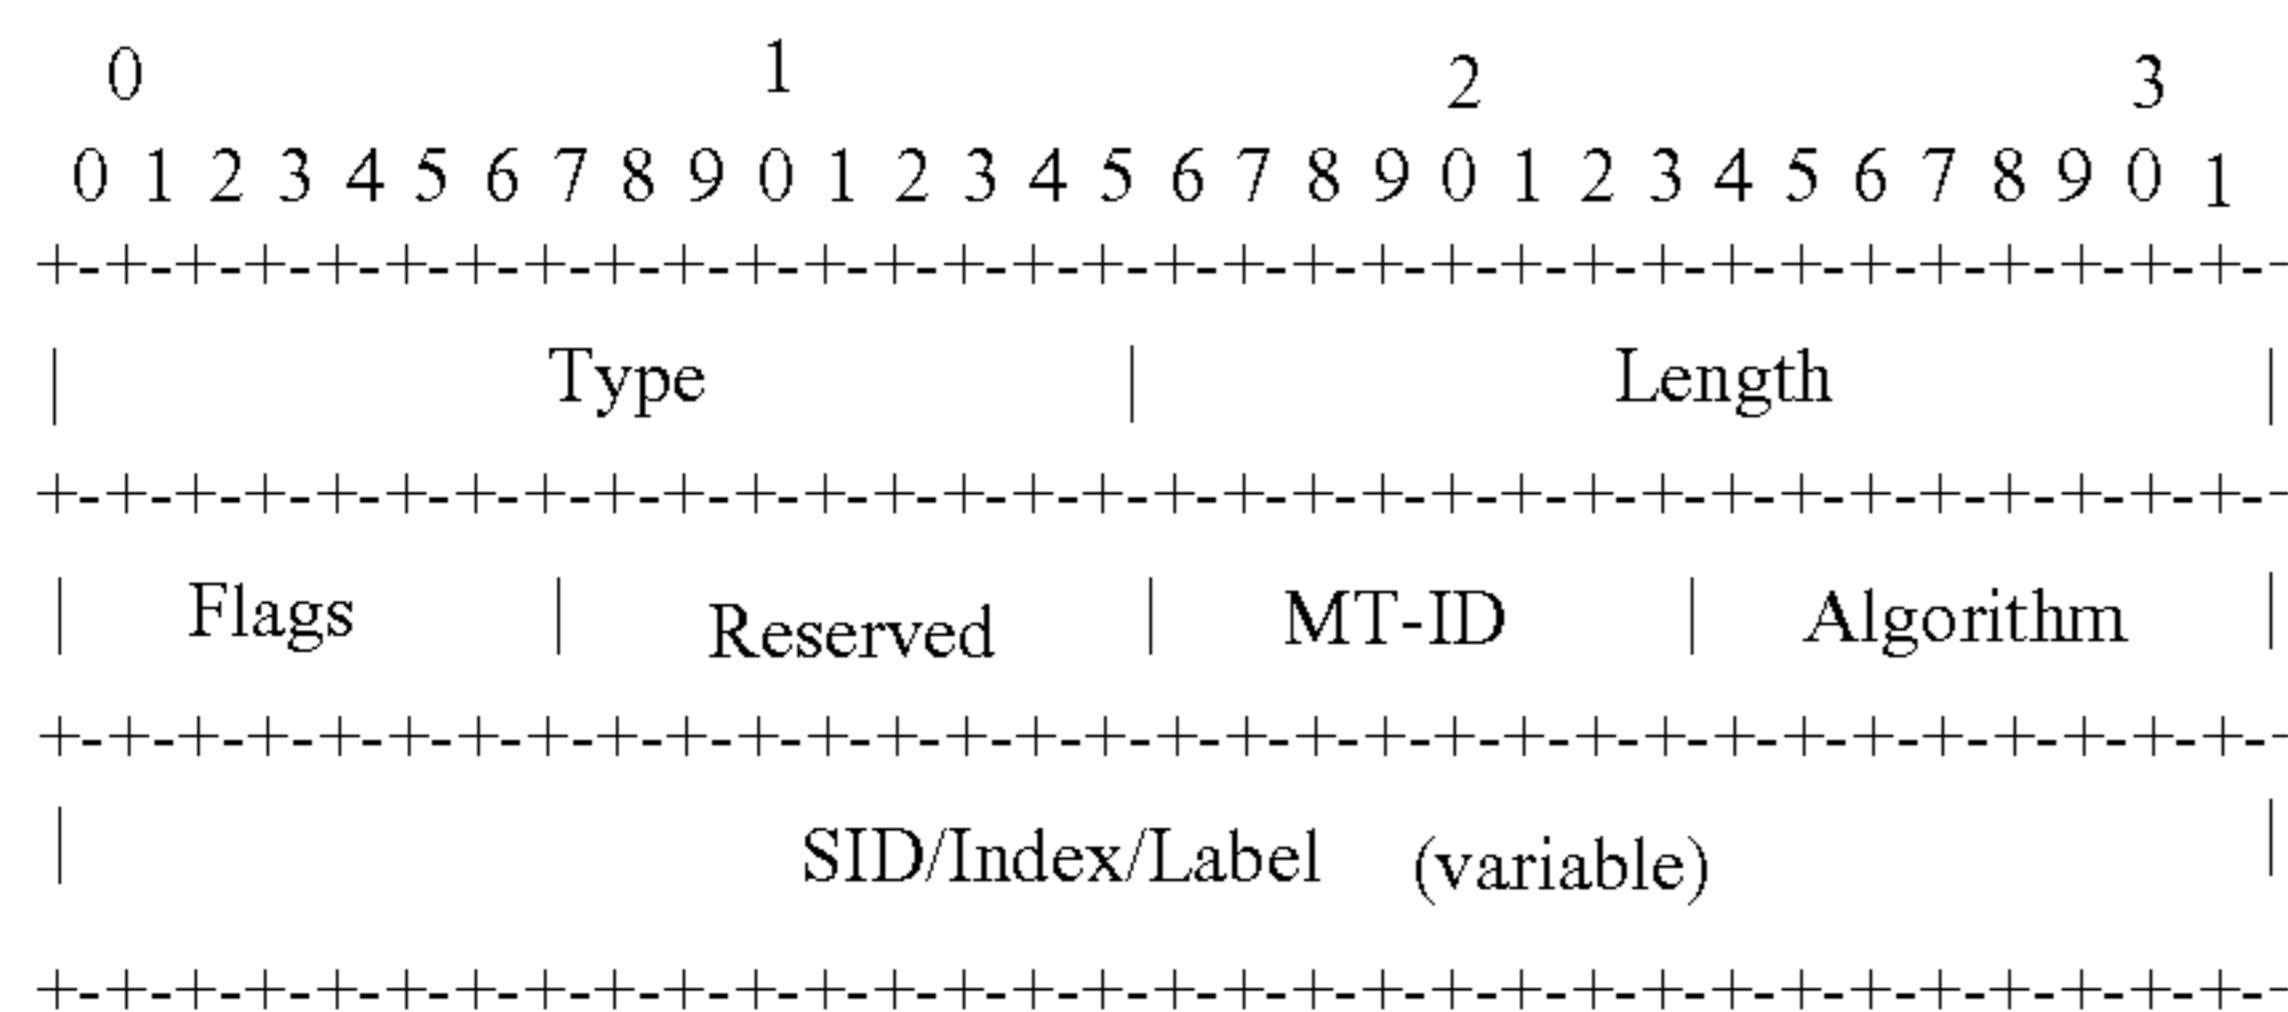 0 1 2 3
0 1 2 3 4 5 6 7 8 9 0 1 2 3 4 5 6 7 8 9 0 1 2 3 4 5 6 7 8 9 0 1
+-+-+-+-+-+-+-+-+-+-+-+-+-+-+-+-+-+-+-+-+-+-+-+-+-+-+-+-+-+-+-+-+-
| Type | Length |
+-+-+-+-+-+-+-+-+-+-+-+-+-+-+-+-+-+-+-+-+-+-+-+-+-+-+-+-+-+-+-+-+-
| Flags | Reserved | MT-ID | Algorithm |
+-+-+-+-+-+-+-+-+-+-+-+-+-+-+-+-+-+-+-+-+-+-+-+-+-+-+-+-+-+-+-+-+-
| SID/Index/Label (variable) |
+-+-+-+-+-+-+-+-+-+-+-+-+-+-+-+-+-+-+-+-+-+-+-+-+-+-+-+-+-+-+-+-+-